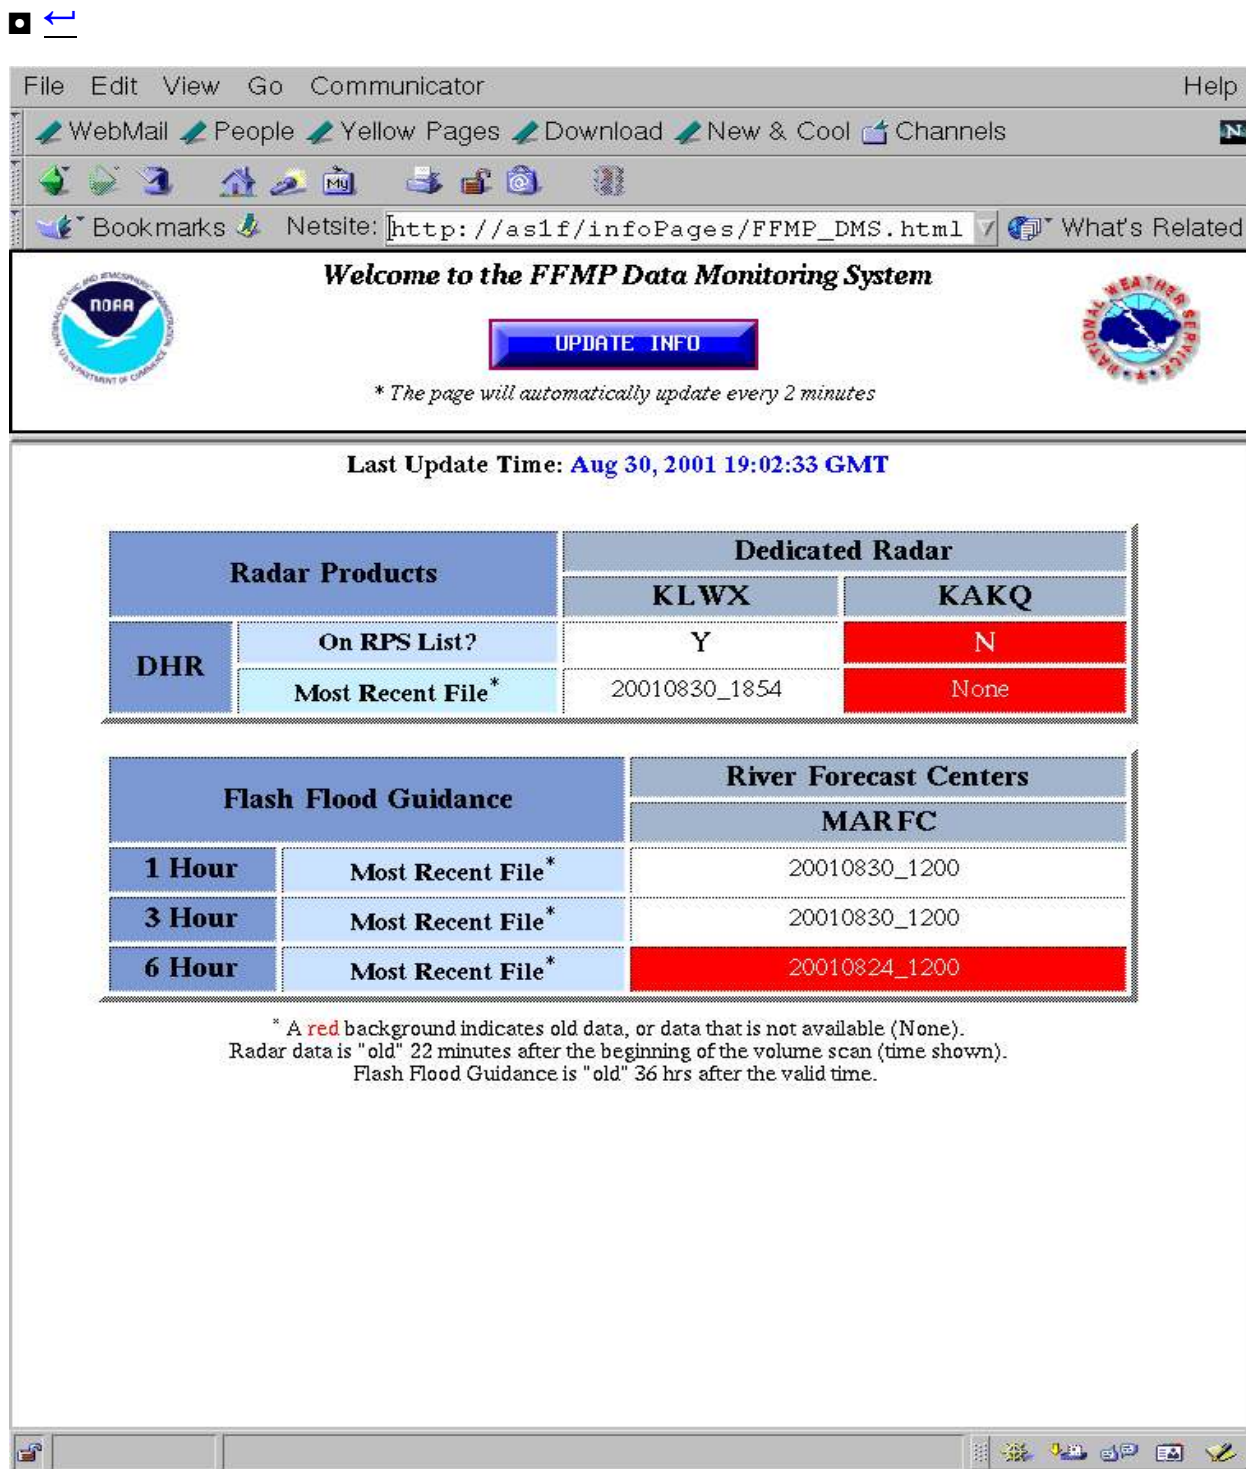 File Edit View Go Communicator Help
WebMail People Yellow Pages Download New & Cool Channels
N
My
Bookmarks Netsite: http://as1f/infoPages/FFMP_DMS.html What's Related
Welcome to the FFMP Data Monitoring System
NOAA
NATIONAL WEATHER SERVICE
UPDATE INFO
* The page will automatically update every 2 minutes
Last Update Time: Aug 30, 2001 19:02:33 GMT
Radar Products
Dedicated Radar
KLWX KAKQ
DHR
On RPS List? Y N
Most Recent File* 20010830_1854 None
Flash Flood Guidance
River Forecast Centers
MARFC
1 Hour Most Recent File* 20010830_1200
3 Hour Most Recent File* 20010830_1200
6 Hour Most Recent File* 20010824_1200
* A red background indicates old data, or data that is not available (None).
Radar data is "old" 22 minutes after the beginning of the volume scan (time shown).
Flash Flood Guidance is "old" 36 hrs after the valid time.